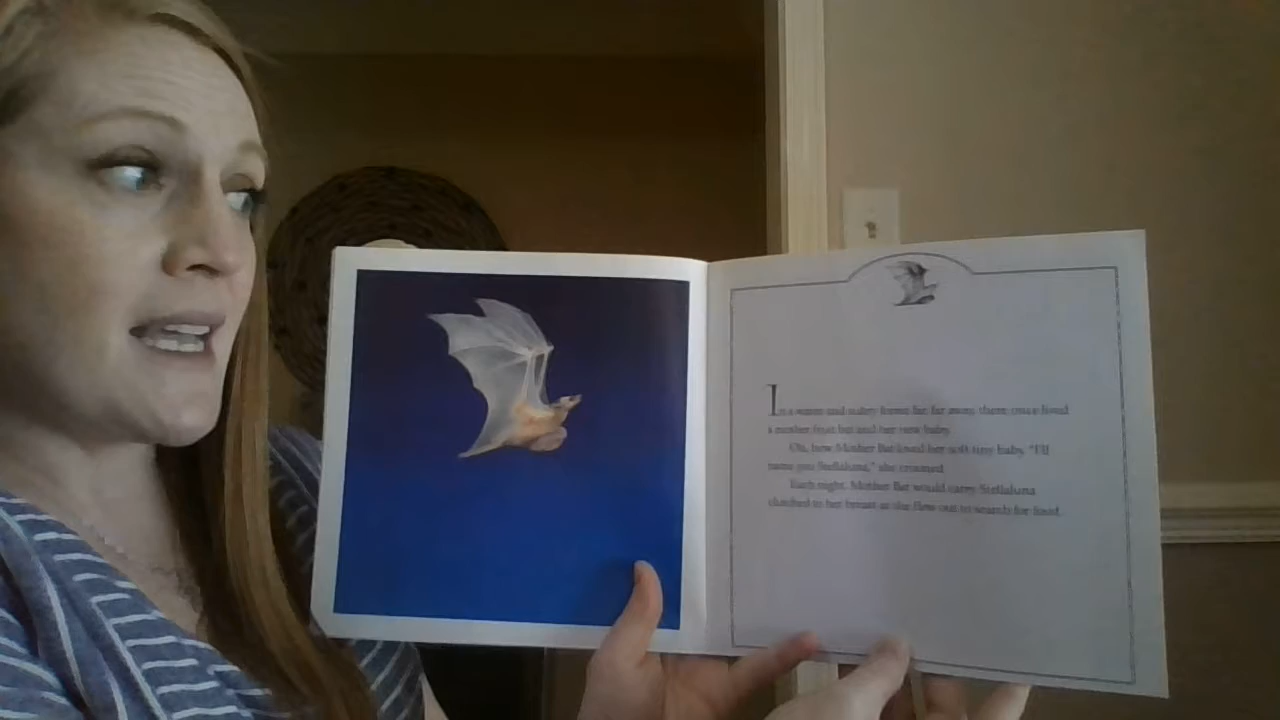 In a warm and sultry forest far, far away, there once lived
a mother fruit bat and her new baby.
Oh, how Mother Bat loved her soft tiny baby. "I'll
name you Stellaluna," she crooned.
Each night, Mother Bat would carry Stellaluna
clutched to her breast as she flew out to search for food.